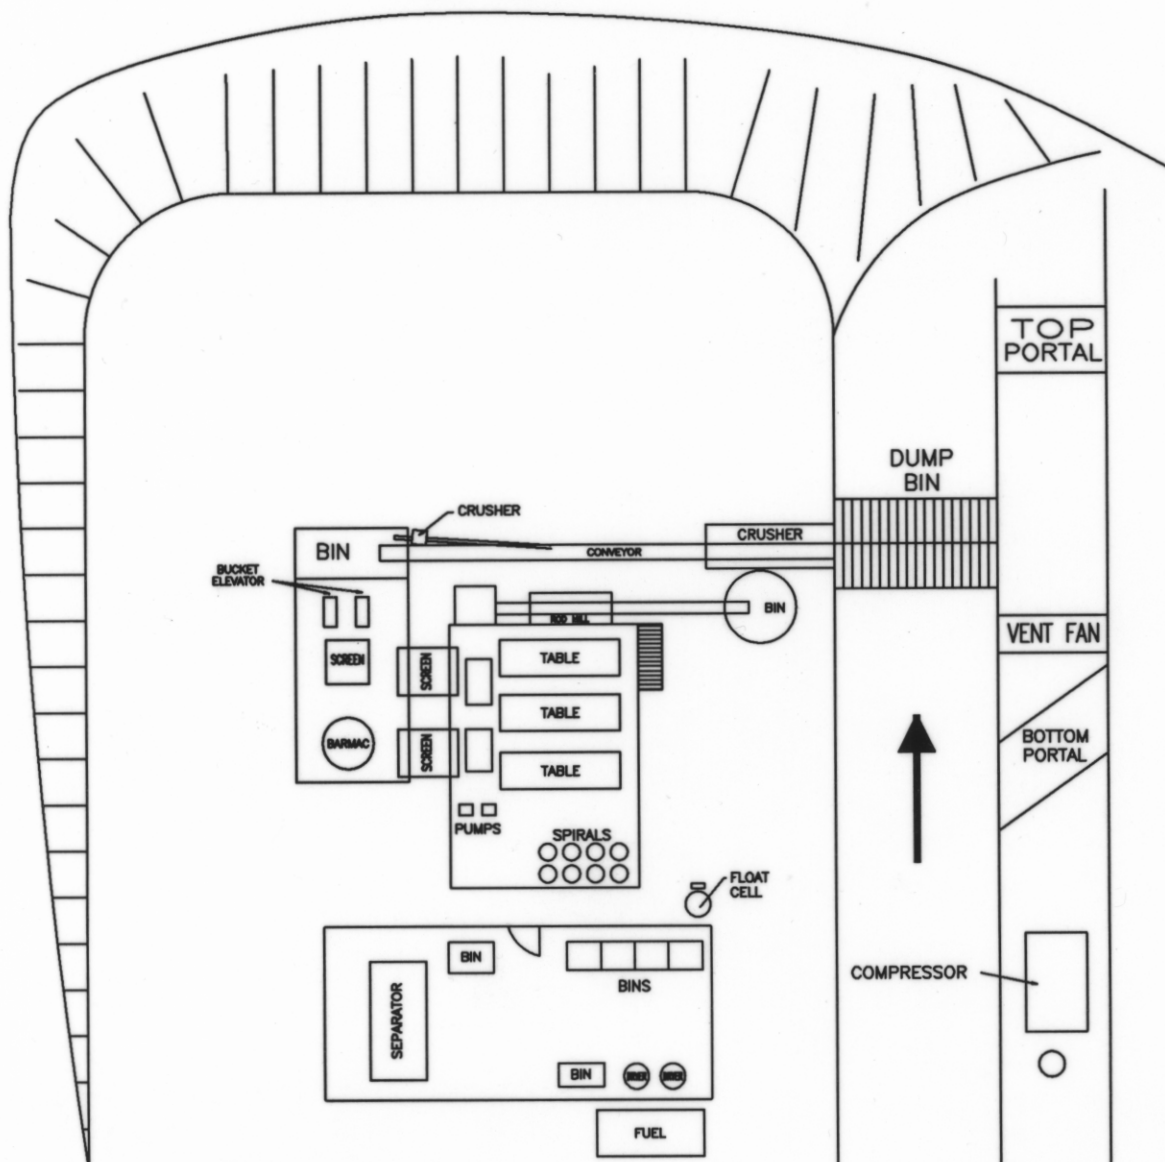 TOP
PORTAL
DUMP
BIN
CRUSHER
CRUSHER
BIN
CONVEYOR
BUCKET
ELEVATOR
BIN
ROD MILL
VENT FAN
SCREEN
SCREEN
TABLE
TABLE
BARMAC
SCREEN
TABLE
BOTTOM
PORTAL
PUMPS
SPIRALS
FLOAT
CELL
BIN
BINS
COMPRESSOR
SEPARATOR
BIN
FUEL